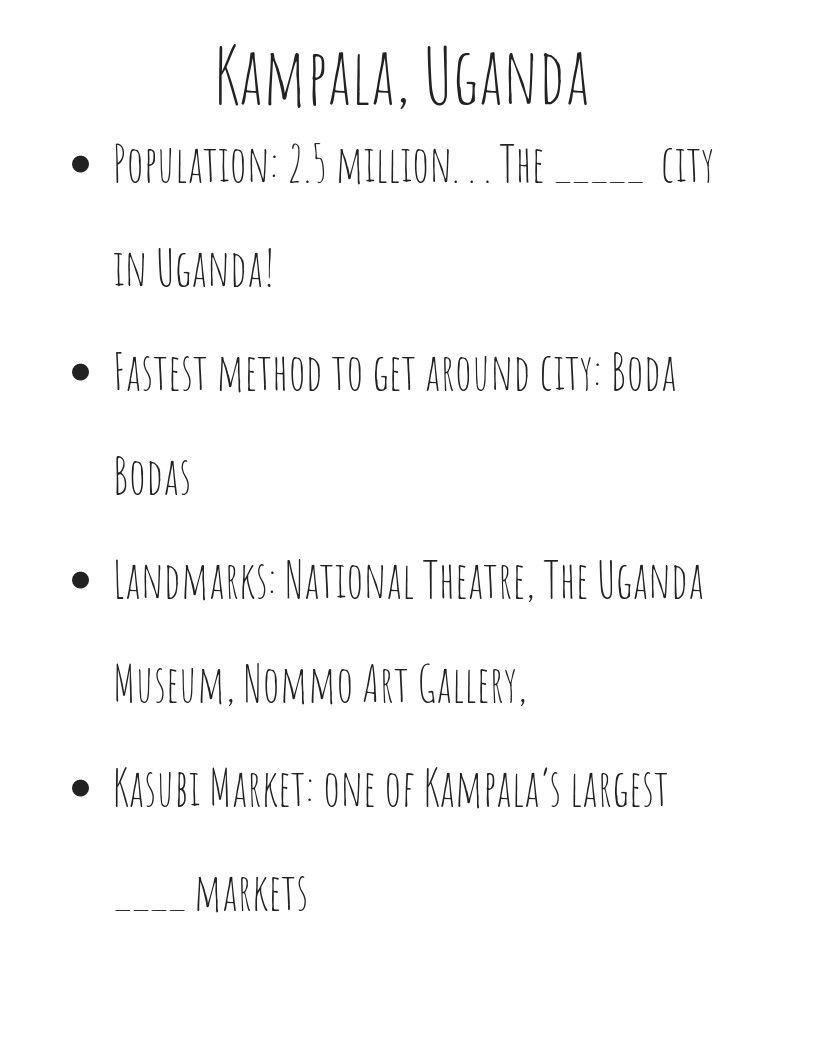 Kampala, Uganda
• Population: 2.5 million. . . The _____ city
in Uganda!
• Fastest method to get around city: Boda
Bodas
• Landmarks: National Theatre, The Uganda
Museum, Nommo Art Gallery,
• Kasubi Market: one of Kampala's largest
____ markets